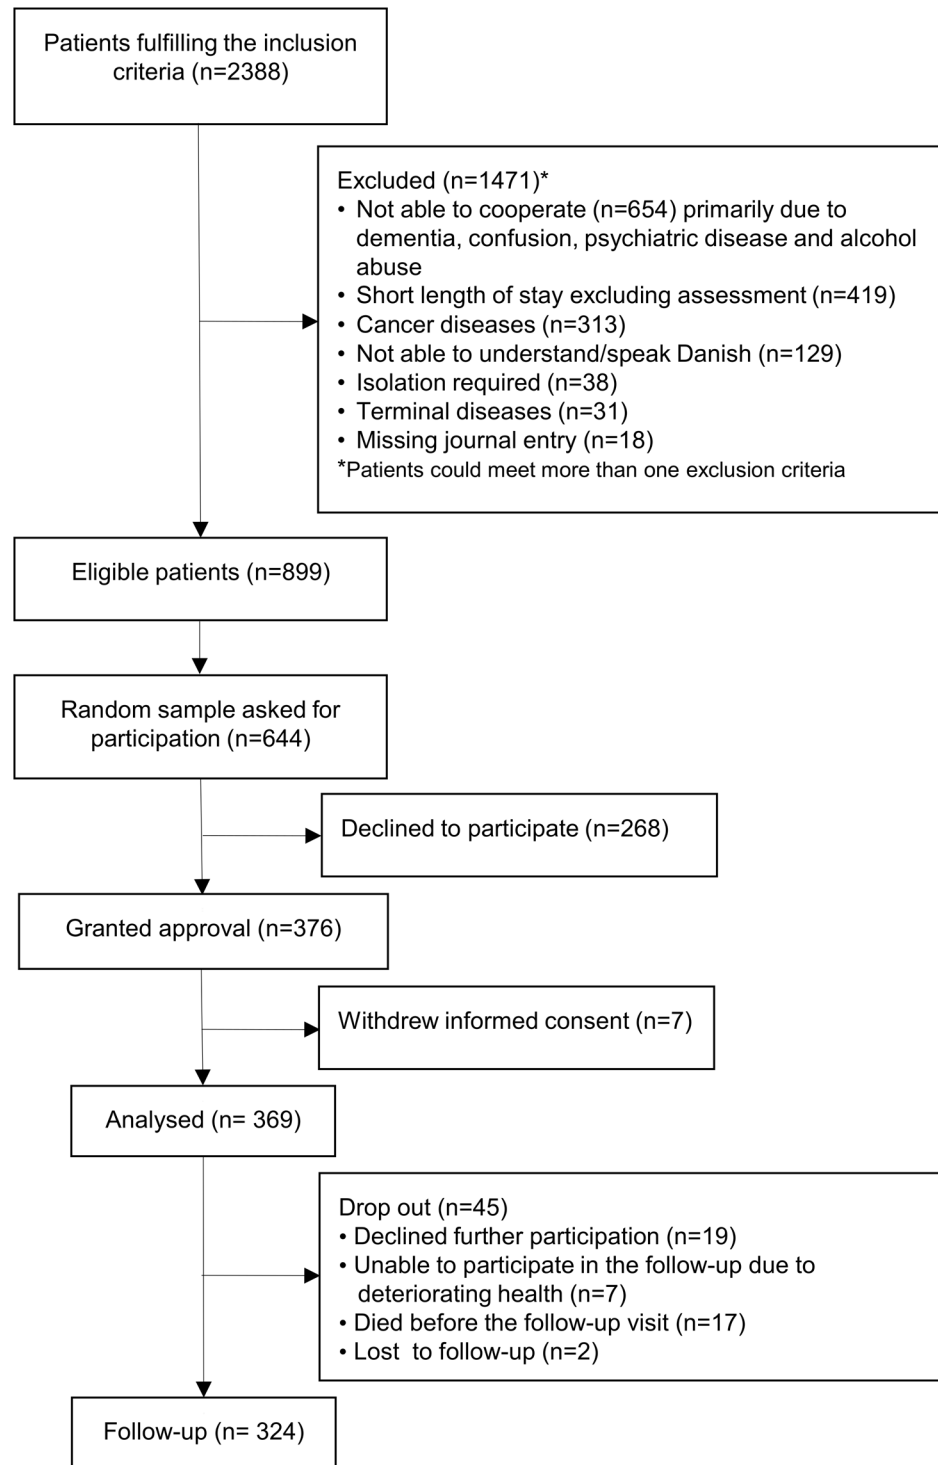 Patients fulfilling the inclusion
criteria (n=2388)
Excluded (n=1471)*
• Not able to cooperate (n=654) primarily due to
dementia, confusion, psychiatric disease and alcohol
abuse
• Short length of stay excluding assessment (n=419)
• Cancer diseases (n=313)
• Not able to understand/speak Danish (n=129)
• Isolation required (n=38)
• Terminal diseases (n=31)
• Missing journal entry (n=18)
*Patients could meet more than one exclusion criteria
Eligible patients (n=899)
Random sample asked for
participation (n=644)
Declined to participate (n=268)
Granted approval (n=376)
Withdrew informed consent (n=7)
Analysed (n= 369)
Drop out (n=45)
• Declined further participation (n=19)
• Unable to participate in the follow-up due to
deteriorating health (n=7)
• Died before the follow-up visit (n=17)
• Lost  to follow-up (n=2)
Follow-up (n= 324)